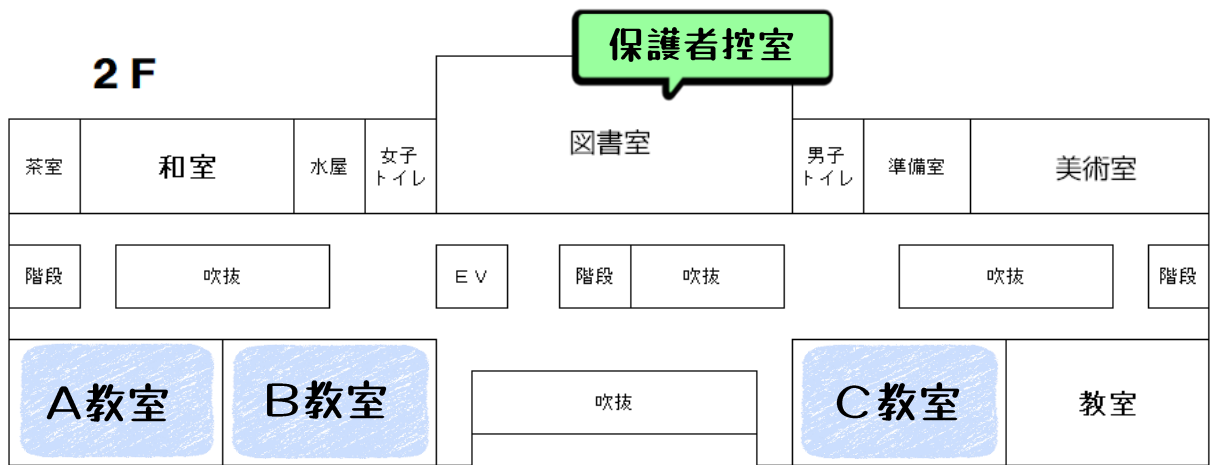 保護者控室
２Ｆ
茶室
和室
水屋
女子
トイレ
図書室
男子
トイレ
準備室
美術室
階段
吹抜
ＥＶ
階段
吹抜
吹抜
階段
A教室
B教室
吹抜
C教室
教室